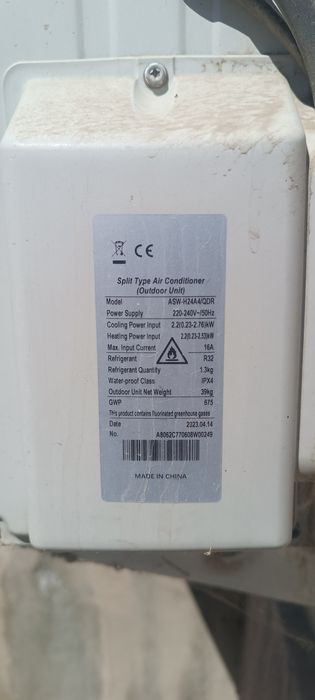 CE
Split Type Air Conditioner
(Outdoor Unit)
Model ASW-H24A4/QDR
Power Supply 220-240V~/50Hz
Cooling Power Input 2.2(0.23-2.76)kW
Heating Power Input 2.2(0.23-2.53)kW
Max. Input Current 16A
Refrigerant R32
Refrigerant Quantity 1.3kg
Water-proof Class IPX4
Outdoor Unit Net Weight 39kg
GWP 675
This product contains fluorinated greenhouse gases
Date 2023.04.14
No. A8062C770608W00249
MADE IN CHINA